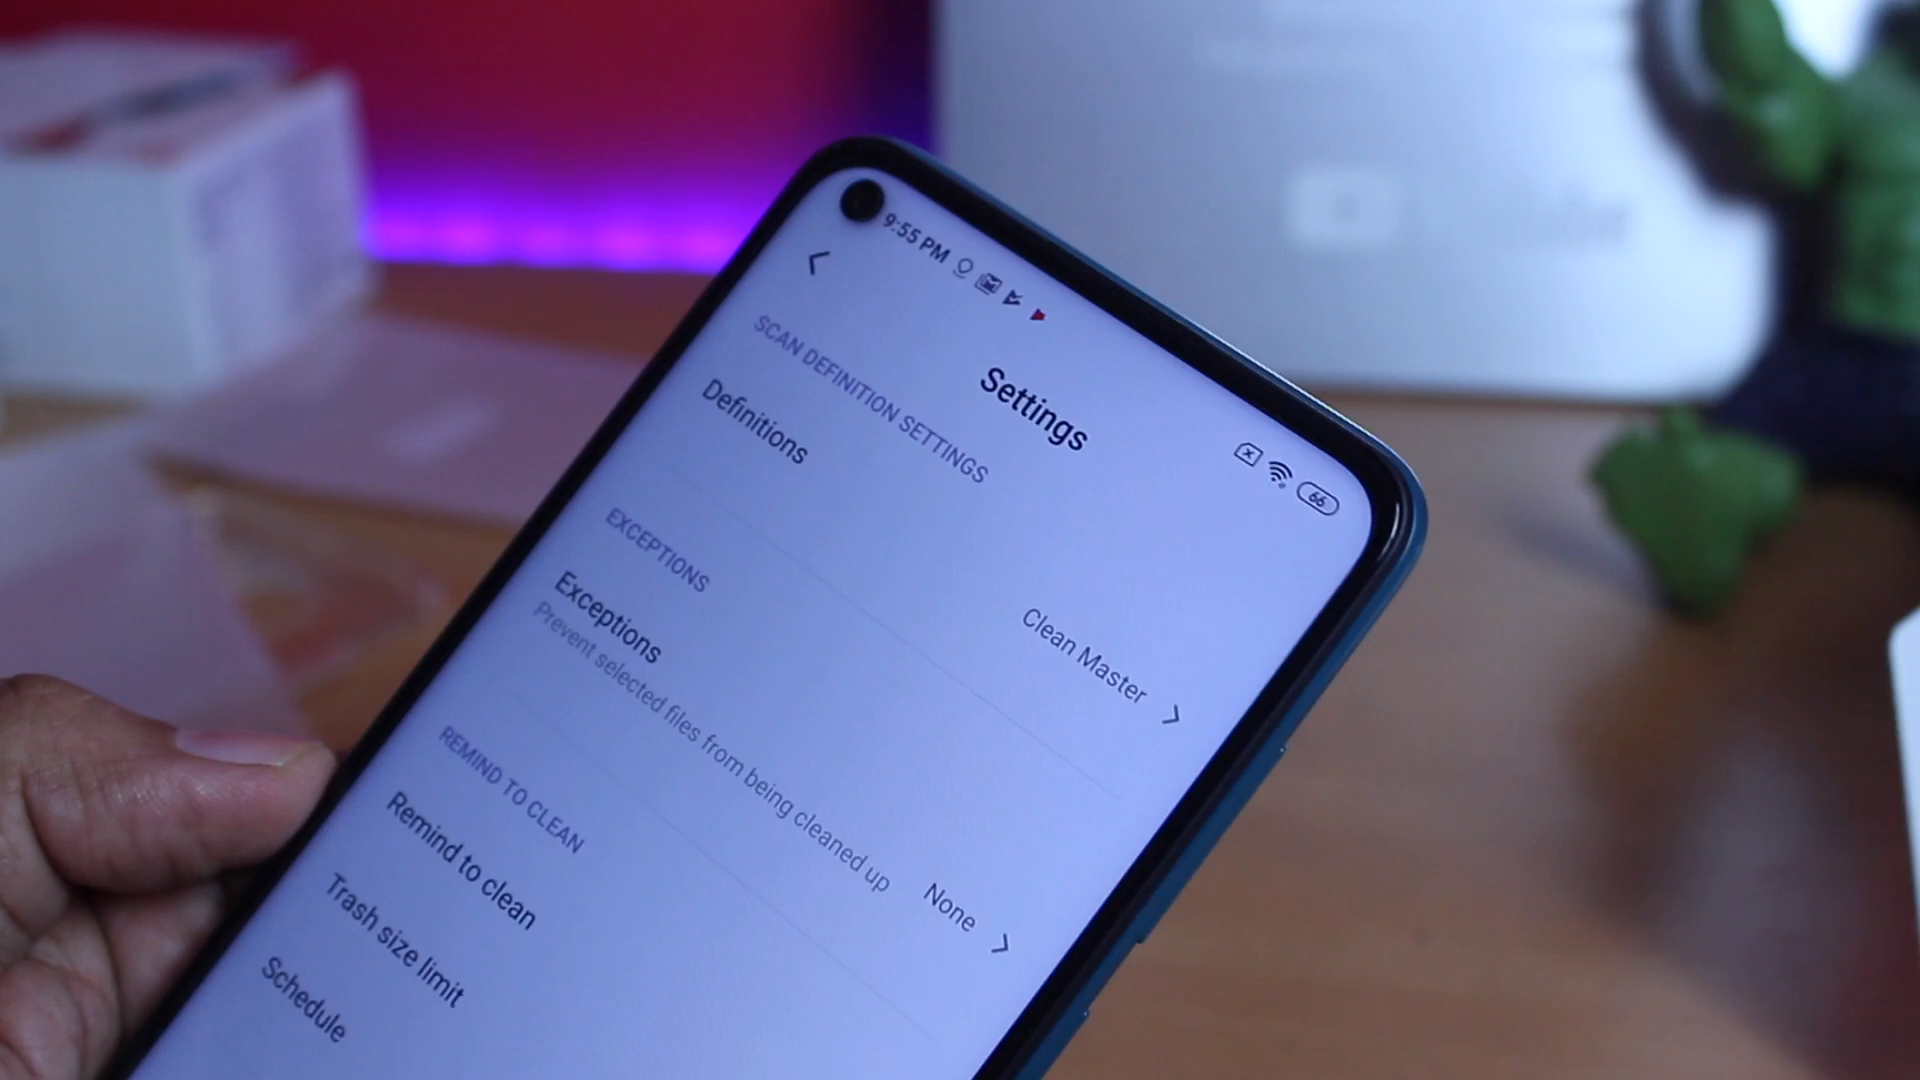 9:55 PM
66
Settings
SCAN DEFINITION SETTINGS
Definitions
Clean Master
EXCEPTIONS
Exceptions
Prevent selected files from being cleaned up
None
REMIND TO CLEAN
Remind to clean
Trash size limit
Schedule